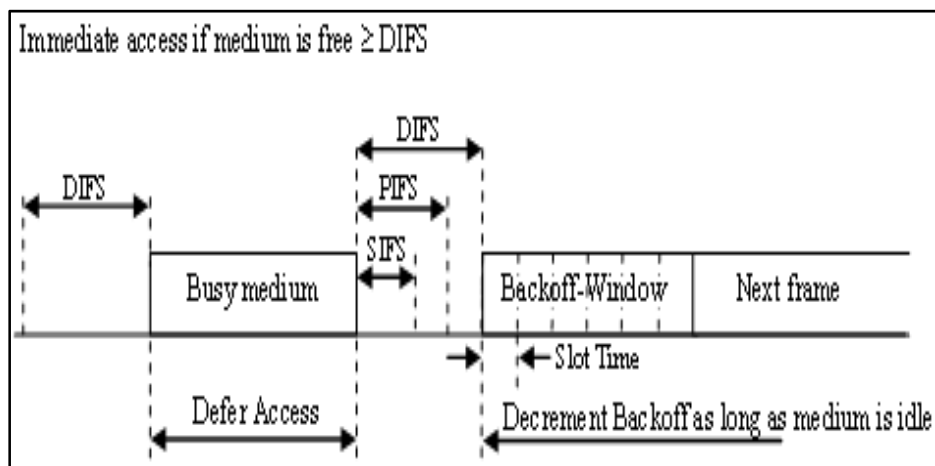 Immediate access if medium is free ≥ DIFS
DIFS
DIFS
PIFS
SIFS
Busy medium
Backoff-Window
Next frame
Slot Time
Defer Access
Decrement Backoff as long as medium is idle